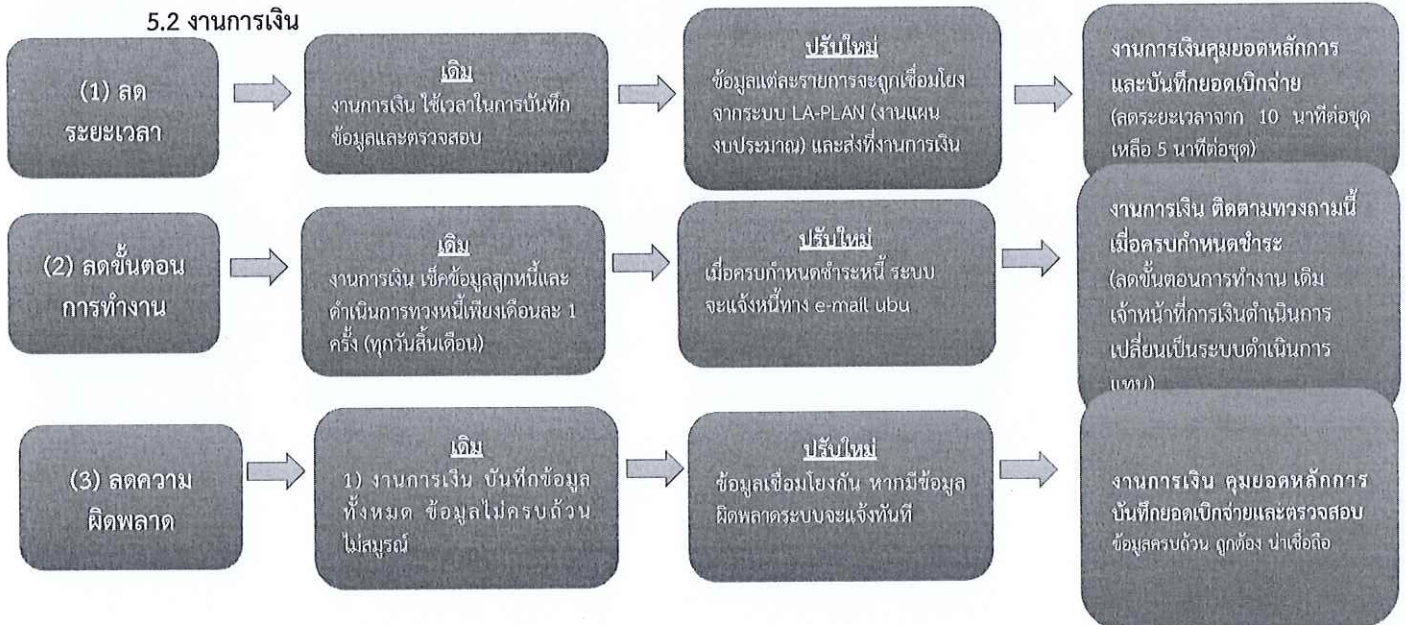 5.2 งานการเงิน
(1) ลด
ระยะเวลา
เดิม
งานการเงิน ใช้เวลาในการบันทึก
ข้อมูลและตรวจสอบ
ปรับใหม่
ข้อมูลแต่ละรายการจะถูกเชื่อมโยง
จากระบบ LA-PLAN (งานแผน
งบประมาณ) และส่งที่งานการเงิน
งานการเงินคุมยอดหลักการ
และบันทึกยอดเบิกจ่าย
(ลดระยะเวลาจาก 10 นาทีต่อชุด
เหลือ 5 นาทีต่อชุด)
(2) ลดขั้นตอน
การทำงาน
เดิม
งานการเงิน เช็คข้อมูลลูกหนี้และ
ดำเนินการทวงหนี้เพียงเดือนละ 1
ครั้ง (ทุกวันสิ้นเดือน)
ปรับใหม่
เมื่อครบกำหนดชำระหนี้ ระบบ
จะแจ้งหนี้ทาง e-mail ubu
งานการเงิน ติดตามทวงถามนี้
เมื่อครบกำหนดชำระ
(ลดขั้นตอนการทำงาน เดิม
เจ้าหน้าที่การเงินดำเนินการ
เปลี่ยนเป็นระบบดำเนินการ
แทน)
(3) ลดความ
ผิดพลาด
เดิม
1) งานการเงิน บันทึกข้อมูล
ทั้งหมด ข้อมูลไม่ครบถ้วน
ไม่สมูรณ์
ปรับใหม่
ข้อมูลเชื่อมโยงกัน หากมีข้อมูล
ผิดพลาดระบบจะแจ้งทันที
งานการเงิน คุมยอดหลักการ
บันทึกยอดเบิกจ่ายและตรวจสอบ
ข้อมูลครบถ้วน ถูกต้อง น่าเชื่อถือ